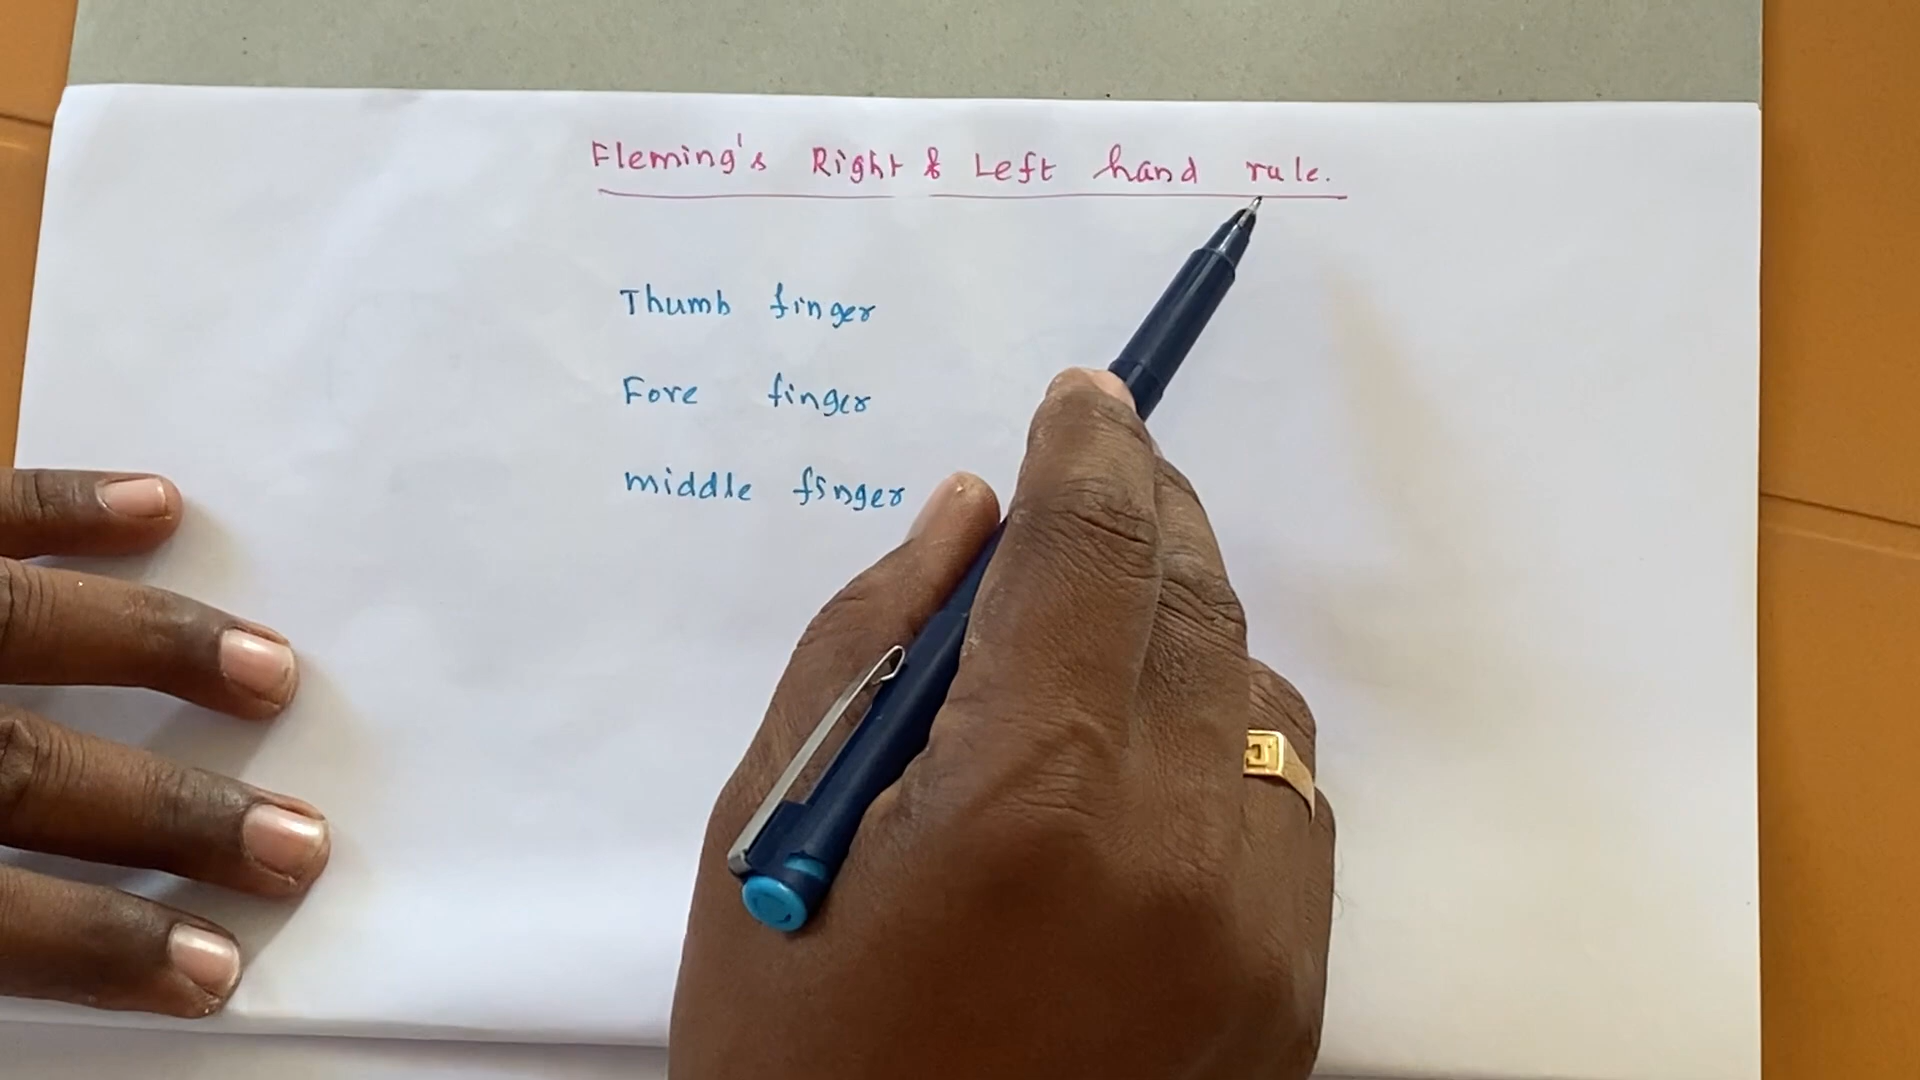 Fleming's Right & Left hand rule.
Thumb finger
Fore finger
middle finger